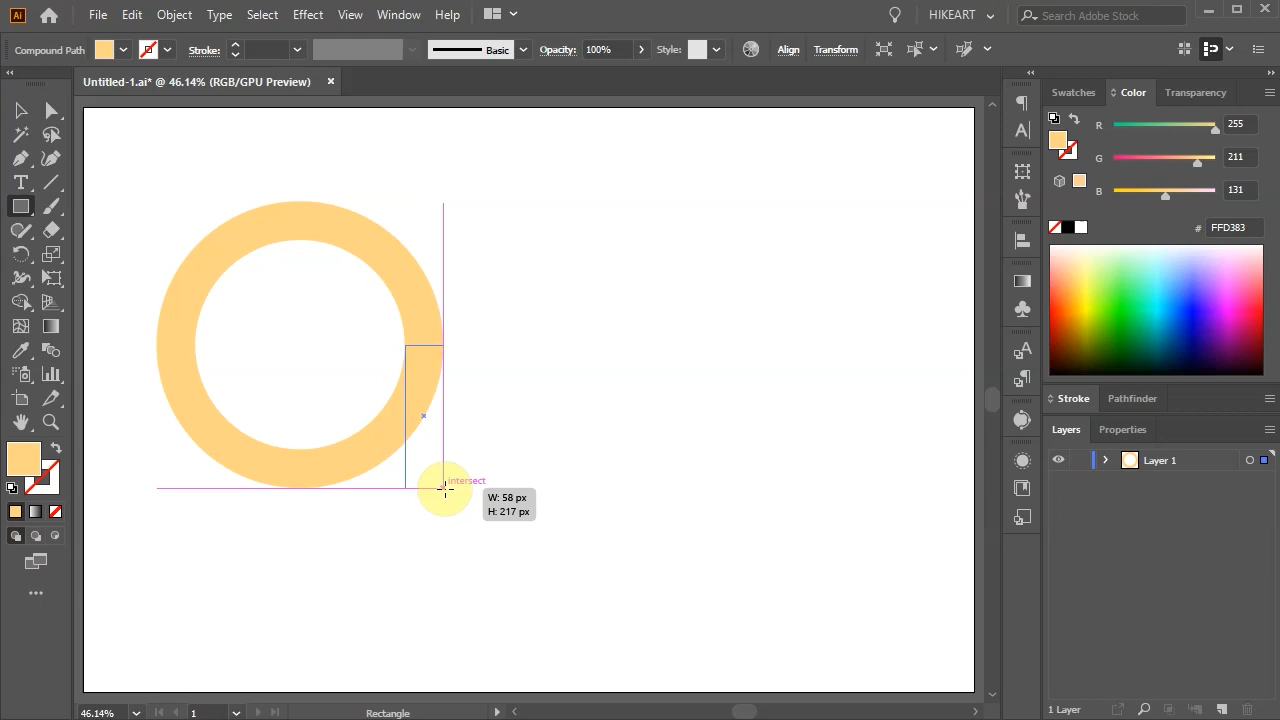 Ai File Edit Object Type Select Effect View Window Help HIKEART Search Adobe Stock
Compound Path Stroke: Basic Opacity: 100% Style: Align Transform
Untitled-1.ai* @ 46.14% (RGB/GPU Preview)
Swatches Color Transparency
R 255
G 211
B 131
# FFD383
intersect
W: 58 px
H: 217 px
Stroke Pathfinder
Layers Properties
Layer 1
46.14% 1 Rectangle
1 Layer